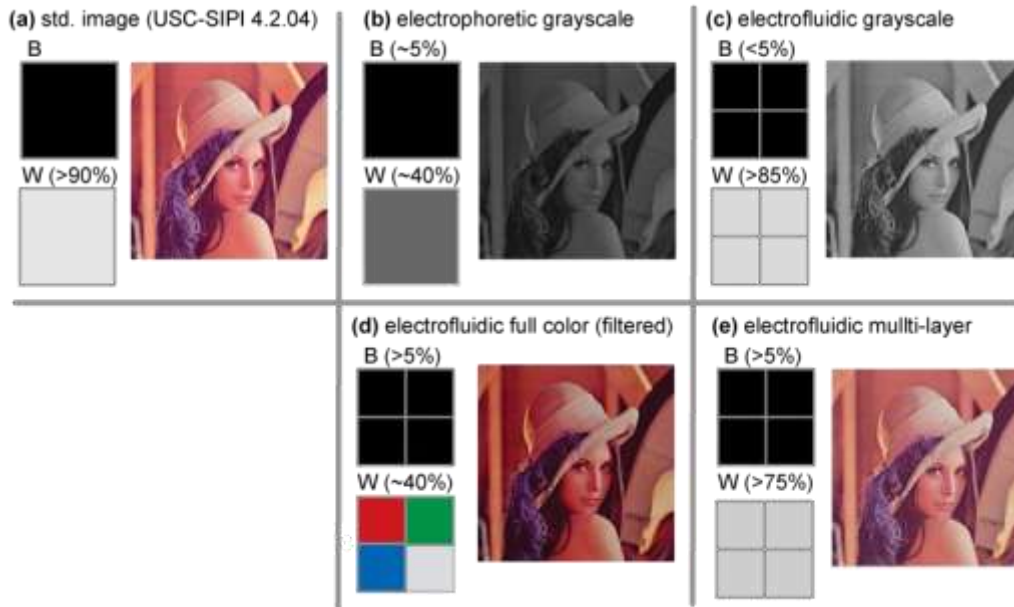 (a) std. image (USC-SIPI 4.2.04)
B
W (>90%)
(b) electrophoretic grayscale
B (~5%)
W (~40%)
(c) electrofluidic grayscale
B (<5%)
W (>85%)
(d) electrofluidic full color (filtered)
B (>5%)
W (~40%)
(e) electrofluidic mullti-layer
B (>5%)
W (>75%)